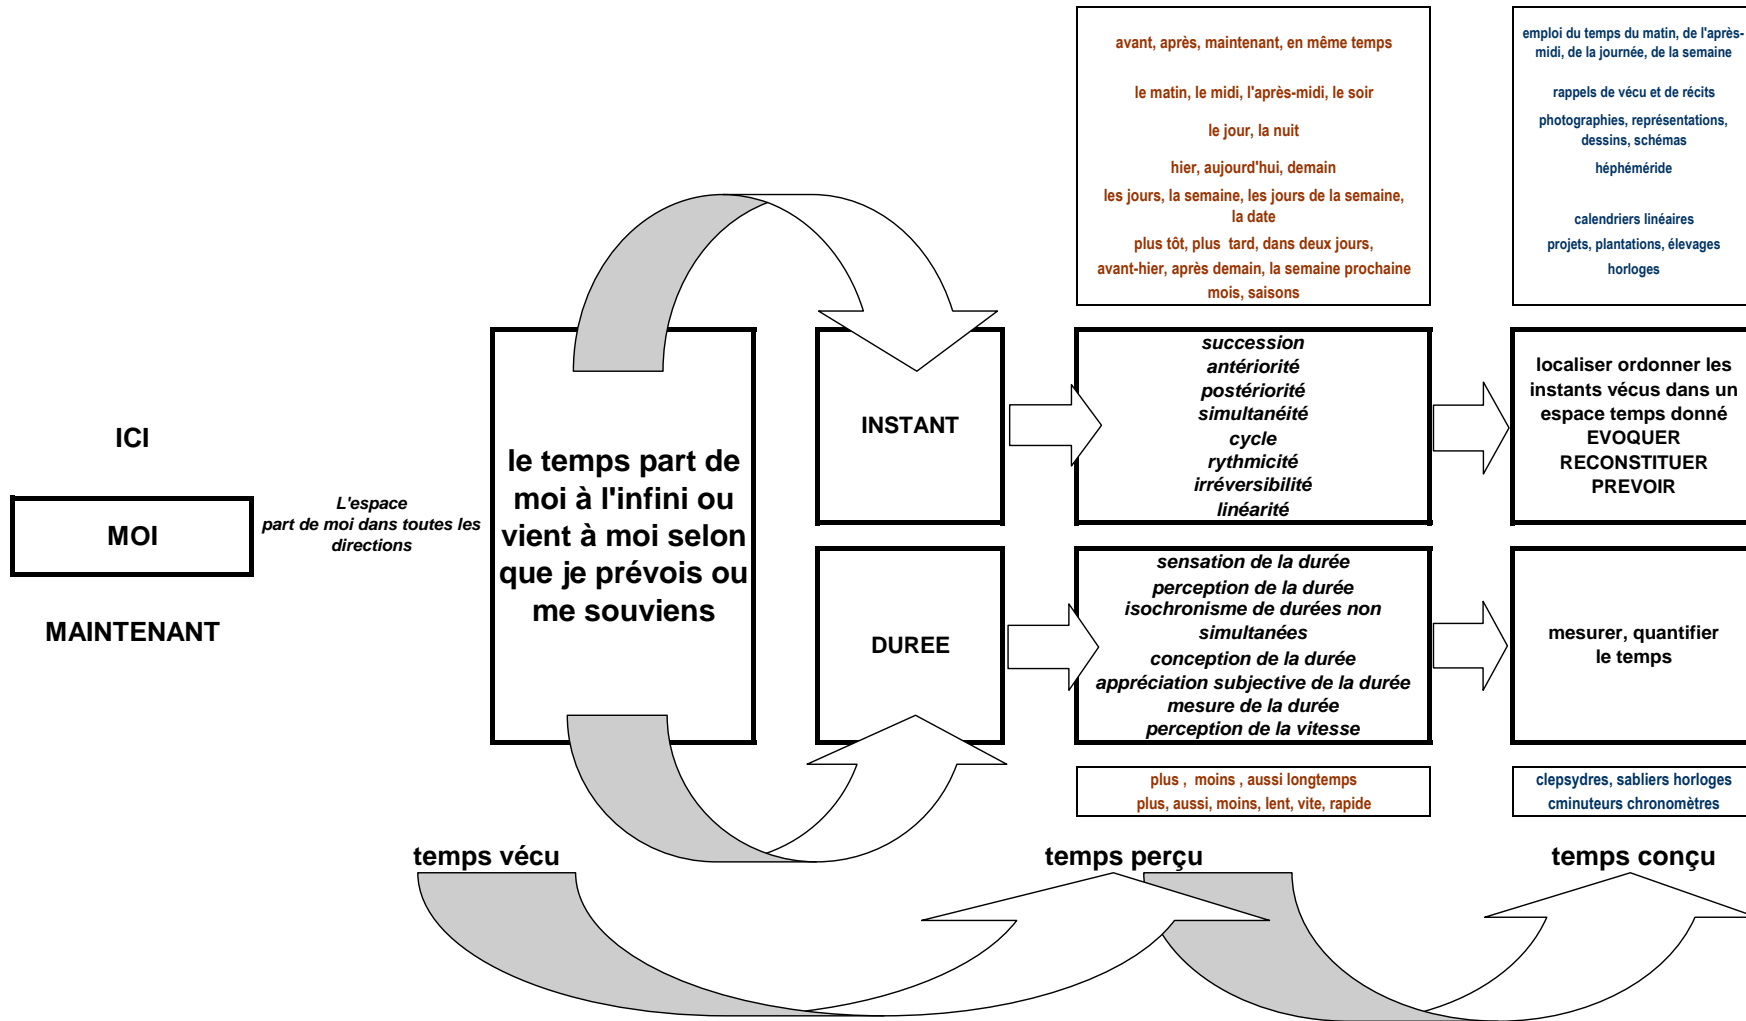 ICI
MOI
MAINTENANT
L'espace
part de moi dans toutes les
directions
le temps part de
moi à l'infini ou
vient à moi selon
que je prévois ou
me souviens
INSTANT
DUREE
avant, après, maintenant, en même temps
le matin, le midi, l'après-midi, le soir
le jour, la nuit
hier, aujourd'hui, demain
les jours, la semaine, les jours de la semaine,
la date
plus tôt, plus tard, dans deux jours,
avant-hier, après demain, la semaine prochaine
mois, saisons
succession
antériorité
postériorité
simultanéité
cycle
rythmicité
irréversibilité
linéarité
sensation de la durée
perception de la durée
isochronisme de durées non
simultanées
conception de la durée
appréciation subjective de la durée
mesure de la durée
perception de la vitesse
plus , moins , aussi longtemps
plus, aussi, moins, lent, vite, rapide
emploi du temps du matin, de l'après-
midi, de la journée, de la semaine
rappels de vécu et de récits
photographies, représentations,
dessins, schémas
héphéméride
calendriers linéaires
projets, plantations, élevages
horloges
localiser ordonner les
instants vécus dans un
espace temps donné
EVOQUER
RECONSTITUER
PREVOIR
mesurer, quantifier
le temps
clepsydres, sabliers horloges
cminuteurs chronomètres
temps vécu
temps perçu
temps conçu